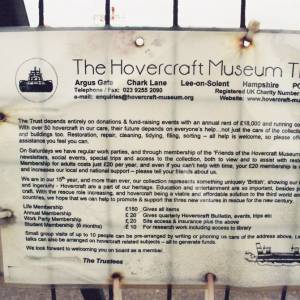 The Hovercraft Museum T
Argus Gate Chark Lane Lee-on-Solent Hampshire PO
Telephone / Fax: 023 9255 2090 Registered UK Charity Number
e-mail: enquiries@hovercraft-museum.org Website: www.hovercraft-mus
The Trust depends entirely on donations & fund-raising events with an annual rent of £18,000 and running co
With over 50 hovercraft in our care, their future depends on everyone's help...not just the care of the collect
and buildings too. Restoration, repair, cleaning, tidying, filing, sorting – all help is welcome, so please offe
assistance you feel you can.
On Saturdays we have regular work parties, and through membership of the 'Friends of the Hovercraft Museum
newsletters, social events, special trips and access to the collection, both to view and to assist with rest
Membership for adults costs just £20 per year, and even if you can't help with time, your £20 membership g
and increases our local and national support – please tell your friends about us.
We are in our 18th year, and more than ever, our collection represents something uniquely 'British', showing in
and ingenuity - Hovercraft are a part of our heritage. Education and entertainment are so important, besides
craft. With the rescue role increasing, and hovercraft being a viable and affordable solution to the third world po
countries, we hope that we can help to promote & support the three new ventures in rescue for the new century.
Life Membership £150 Gives all items
Annual Membership £ 20 Gives quarterly Hovercraft Bulletin, events, trips etc
Work Party Membership £ 20 Site access & insurance plus the above
Student Membership (6 months) £ 10 For research work including access to library
Small group visits of up to 10 people can be pre-arranged by writing or phoning us care of the address above. Le
talks can also be arranged on hovercraft related subjects – all to generate funds.
We look forward to welcoming you on board as a member.
The Trustees